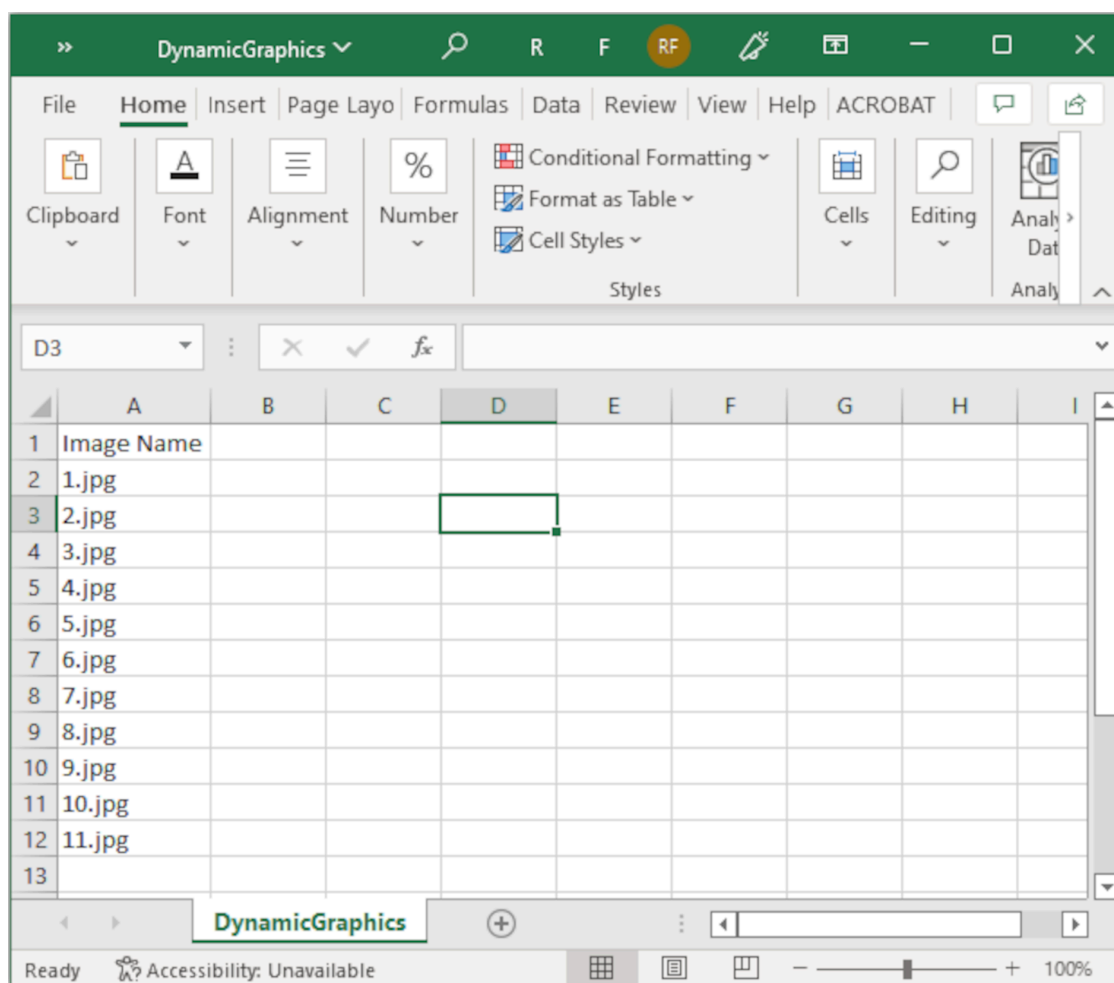 » DynamicGraphics R F RF
File Home Insert Page Layo Formulas Data Review View Help ACROBAT
Clipboard Font Alignment Number Conditional Formatting Format as Table Cell Styles Cells Editing Analy Dat
Styles Analy
D3 fx
A B C D E F G H I
1 Image Name
2 1.jpg
3 2.jpg
4 3.jpg
5 4.jpg
6 5.jpg
7 6.jpg
8 7.jpg
9 8.jpg
10 9.jpg
11 10.jpg
12 11.jpg
13
DynamicGraphics
Ready Accessibility: Unavailable 100%